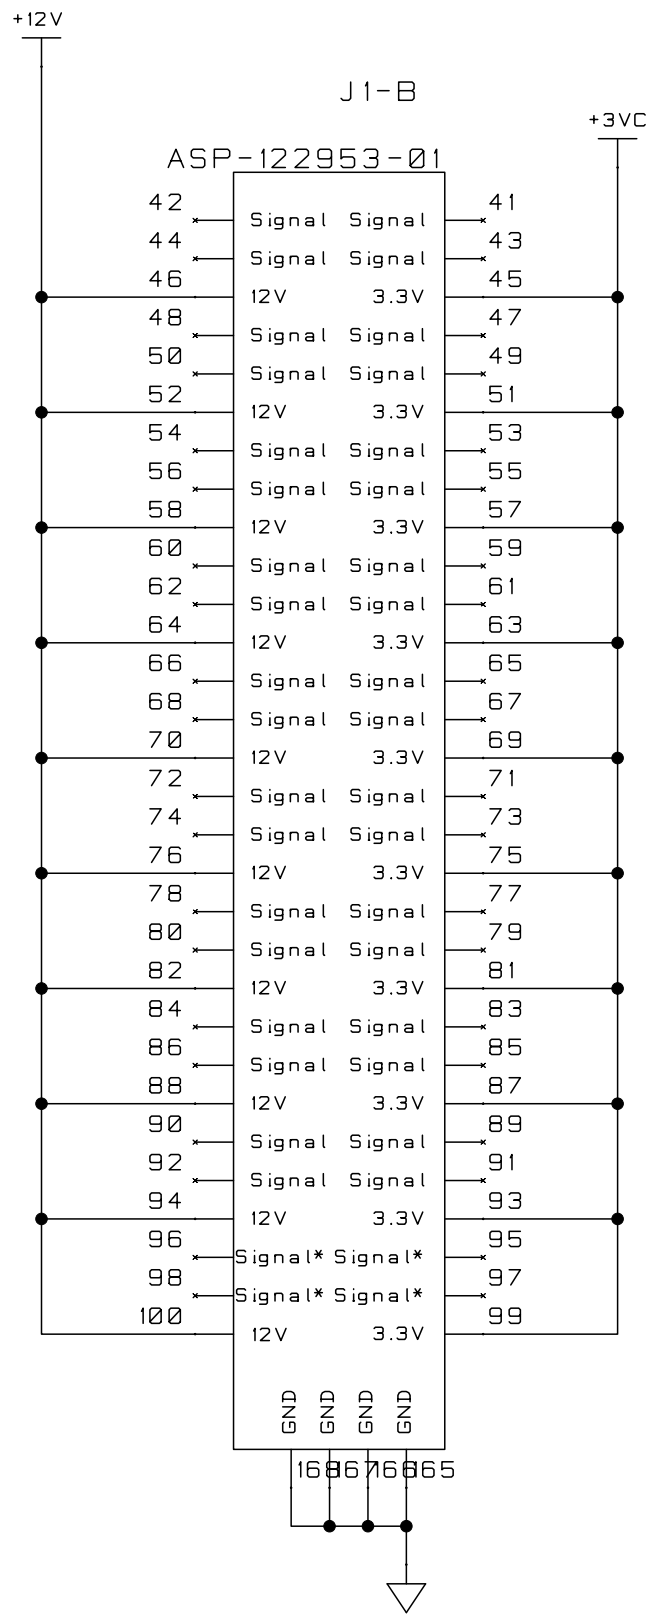 +12V
J1-B
+3VC
ASP-122953-01
42 Signal Signal 41
44 Signal Signal 43
46 12V 3.3V 45
48 Signal Signal 47
50 Signal Signal 49
52 12V 3.3V 51
54 Signal Signal 53
56 Signal Signal 55
58 12V 3.3V 57
60 Signal Signal 59
62 Signal Signal 61
64 12V 3.3V 63
66 Signal Signal 65
68 Signal Signal 67
70 12V 3.3V 69
72 Signal Signal 71
74 Signal Signal 73
76 12V 3.3V 75
78 Signal Signal 77
80 Signal Signal 79
82 12V 3.3V 81
84 Signal Signal 83
86 Signal Signal 85
88 12V 3.3V 87
90 Signal Signal 89
92 Signal Signal 91
94 12V 3.3V 93
96 Signal* Signal* 95
98 Signal* Signal* 97
100 12V 3.3V 99
GND GND GND GND
168 167 166 165